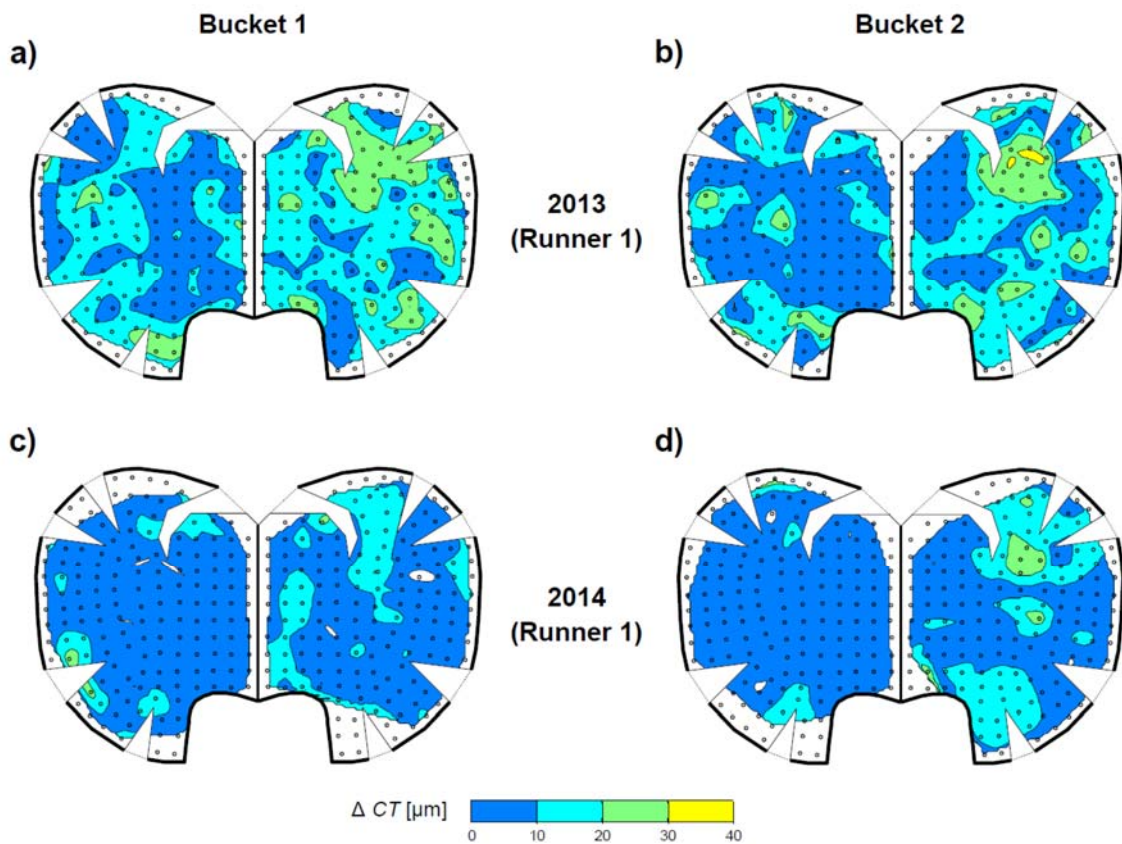 Bucket 1
Bucket 2
a)
b)
2013
(Runner 1)
c)
d)
2014
(Runner 1)
Δ CT [µm]
0 10 20 30 40